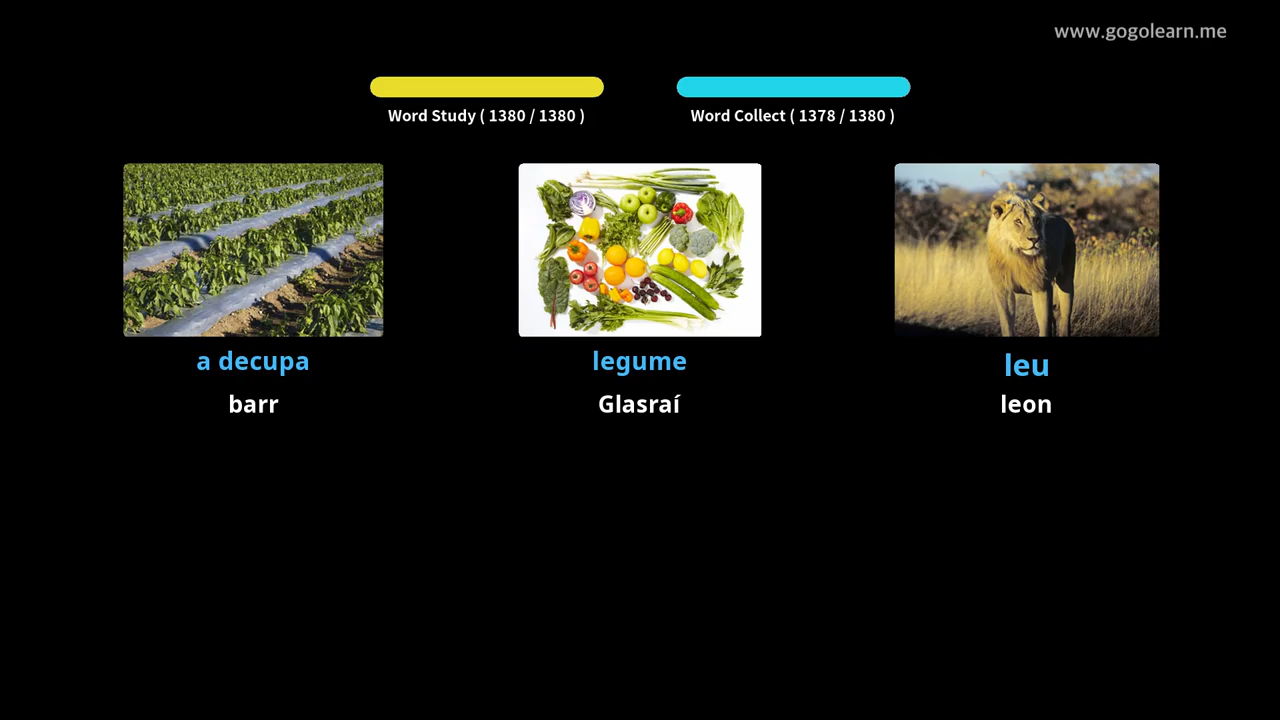 www.gogolearn.me
Word Study ( 1380 / 1380 )
Word Collect ( 1378 / 1380 )
a decupa
legume
leu
barr
Glasraí
leon